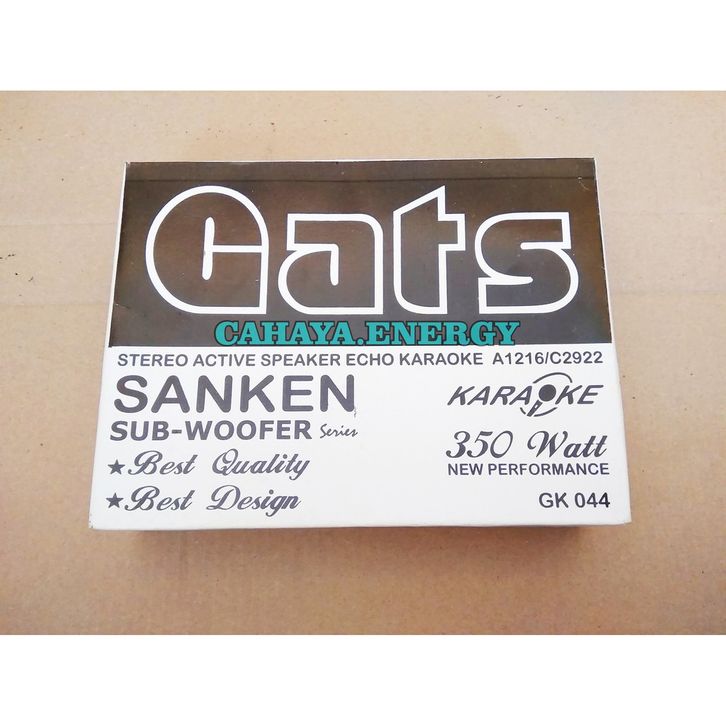 Cats
CAHAYA.ENERGY
STEREO ACTIVE SPEAKER ECHO KARAOKE A1216/C2922
SANKEN
SUB-WOOFER Series
★Best Quality
★Best Design
KARAOKE
350 Watt
NEW PERFORMANCE
GK 044